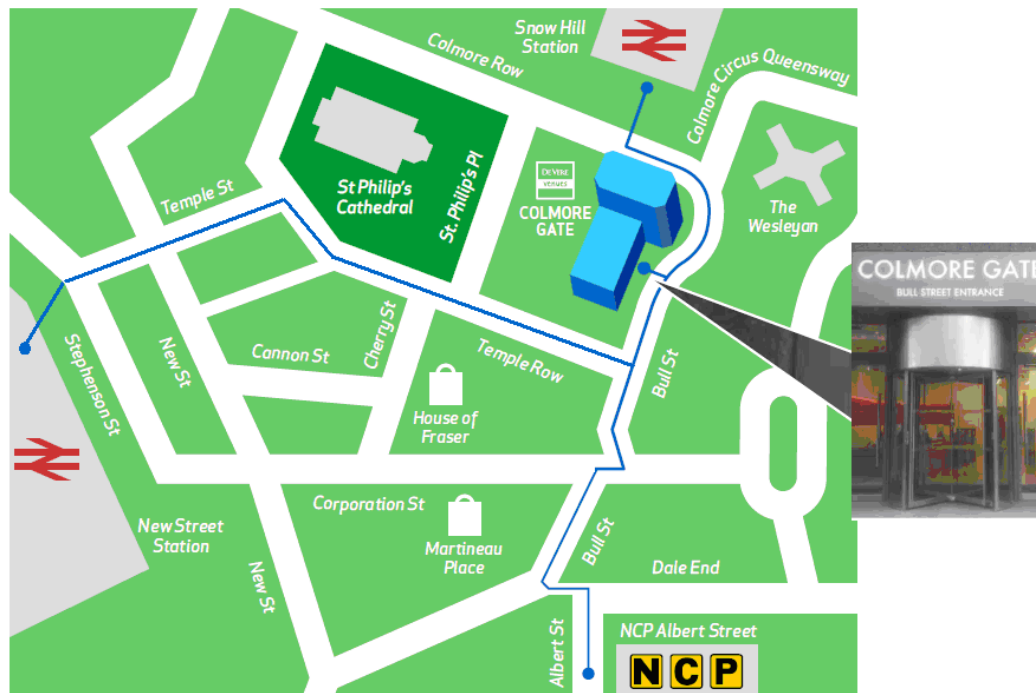 Snow Hill
Station
Colmore Row
Colmore Circus Queensway
DE VERE
VENUES
COLMORE
GATE
St Philip's
Cathedral
St. Philip's Pl
The
Wesleyan
Temple St
COLMORE GATE
BULL STREET ENTRANCE
Stephenson St
New St
Cannon St
Cherry St
Temple Row
Bull St
House of
Fraser
Corporation St
Martineau
Place
New Street
Station
New St
Bull St
Dale End
Albert St
NCP Albert Street
NCP